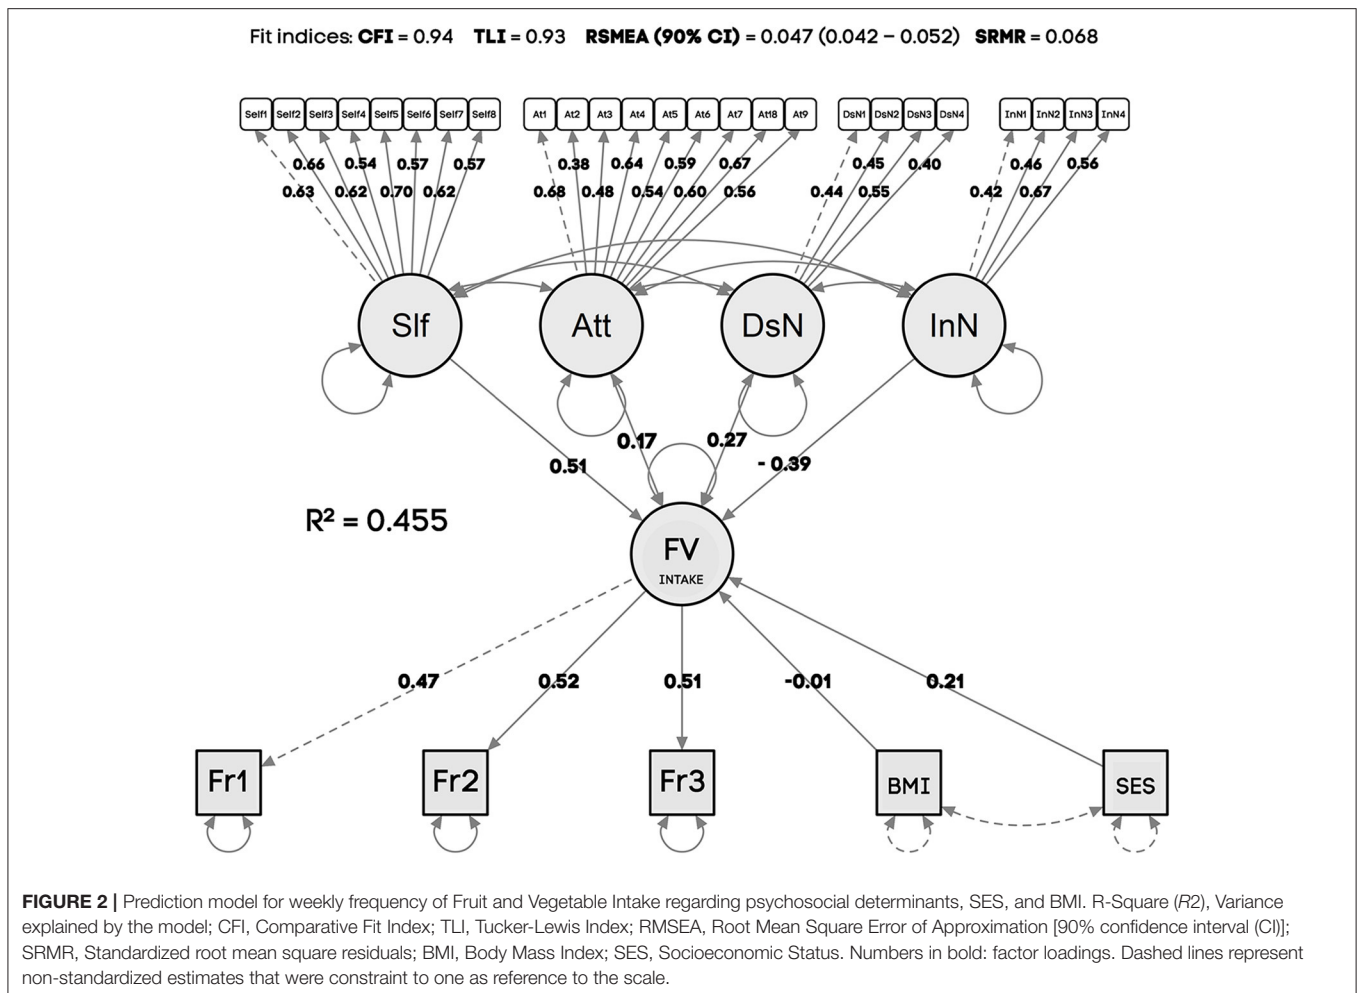 Fit indices: CFI = 0.94 TLI = 0.93 RSMEA (90% CI) = 0.047 (0.042 – 0.052) SRMR = 0.068
Self1 Self2 Self3 Self4 Self5 Self6 Self7 Self8 At1 At2 At3 At4 At5 At6 At7 At18 At9 DsN1 DsN2 DsN3 DsN4 InN1 InN2 InN3 InN4
0.66 0.54 0.57 0.57 0.38 0.64 0.59 0.67 0.45 0.40 0.46 0.56
0.63 0.62 0.70 0.62 0.68 0.48 0.54 0.60 0.56 0.44 0.55 0.42 0.67
Slf Att DsN InN
0.17 0.27
0.51 - 0.39
R² = 0.455
FV
INTAKE
0.47 0.52 0.51 -0.01 0.21
Fr1 Fr2 Fr3 BMI SES
FIGURE 2 | Prediction model for weekly frequency of Fruit and Vegetable Intake regarding psychosocial determinants, SES, and BMI. R-Square (R2), Variance
explained by the model; CFI, Comparative Fit Index; TLI, Tucker-Lewis Index; RMSEA, Root Mean Square Error of Approximation [90% confidence interval (CI)];
SRMR, Standardized root mean square residuals; BMI, Body Mass Index; SES, Socioeconomic Status. Numbers in bold: factor loadings. Dashed lines represent
non-standardized estimates that were constraint to one as reference to the scale.